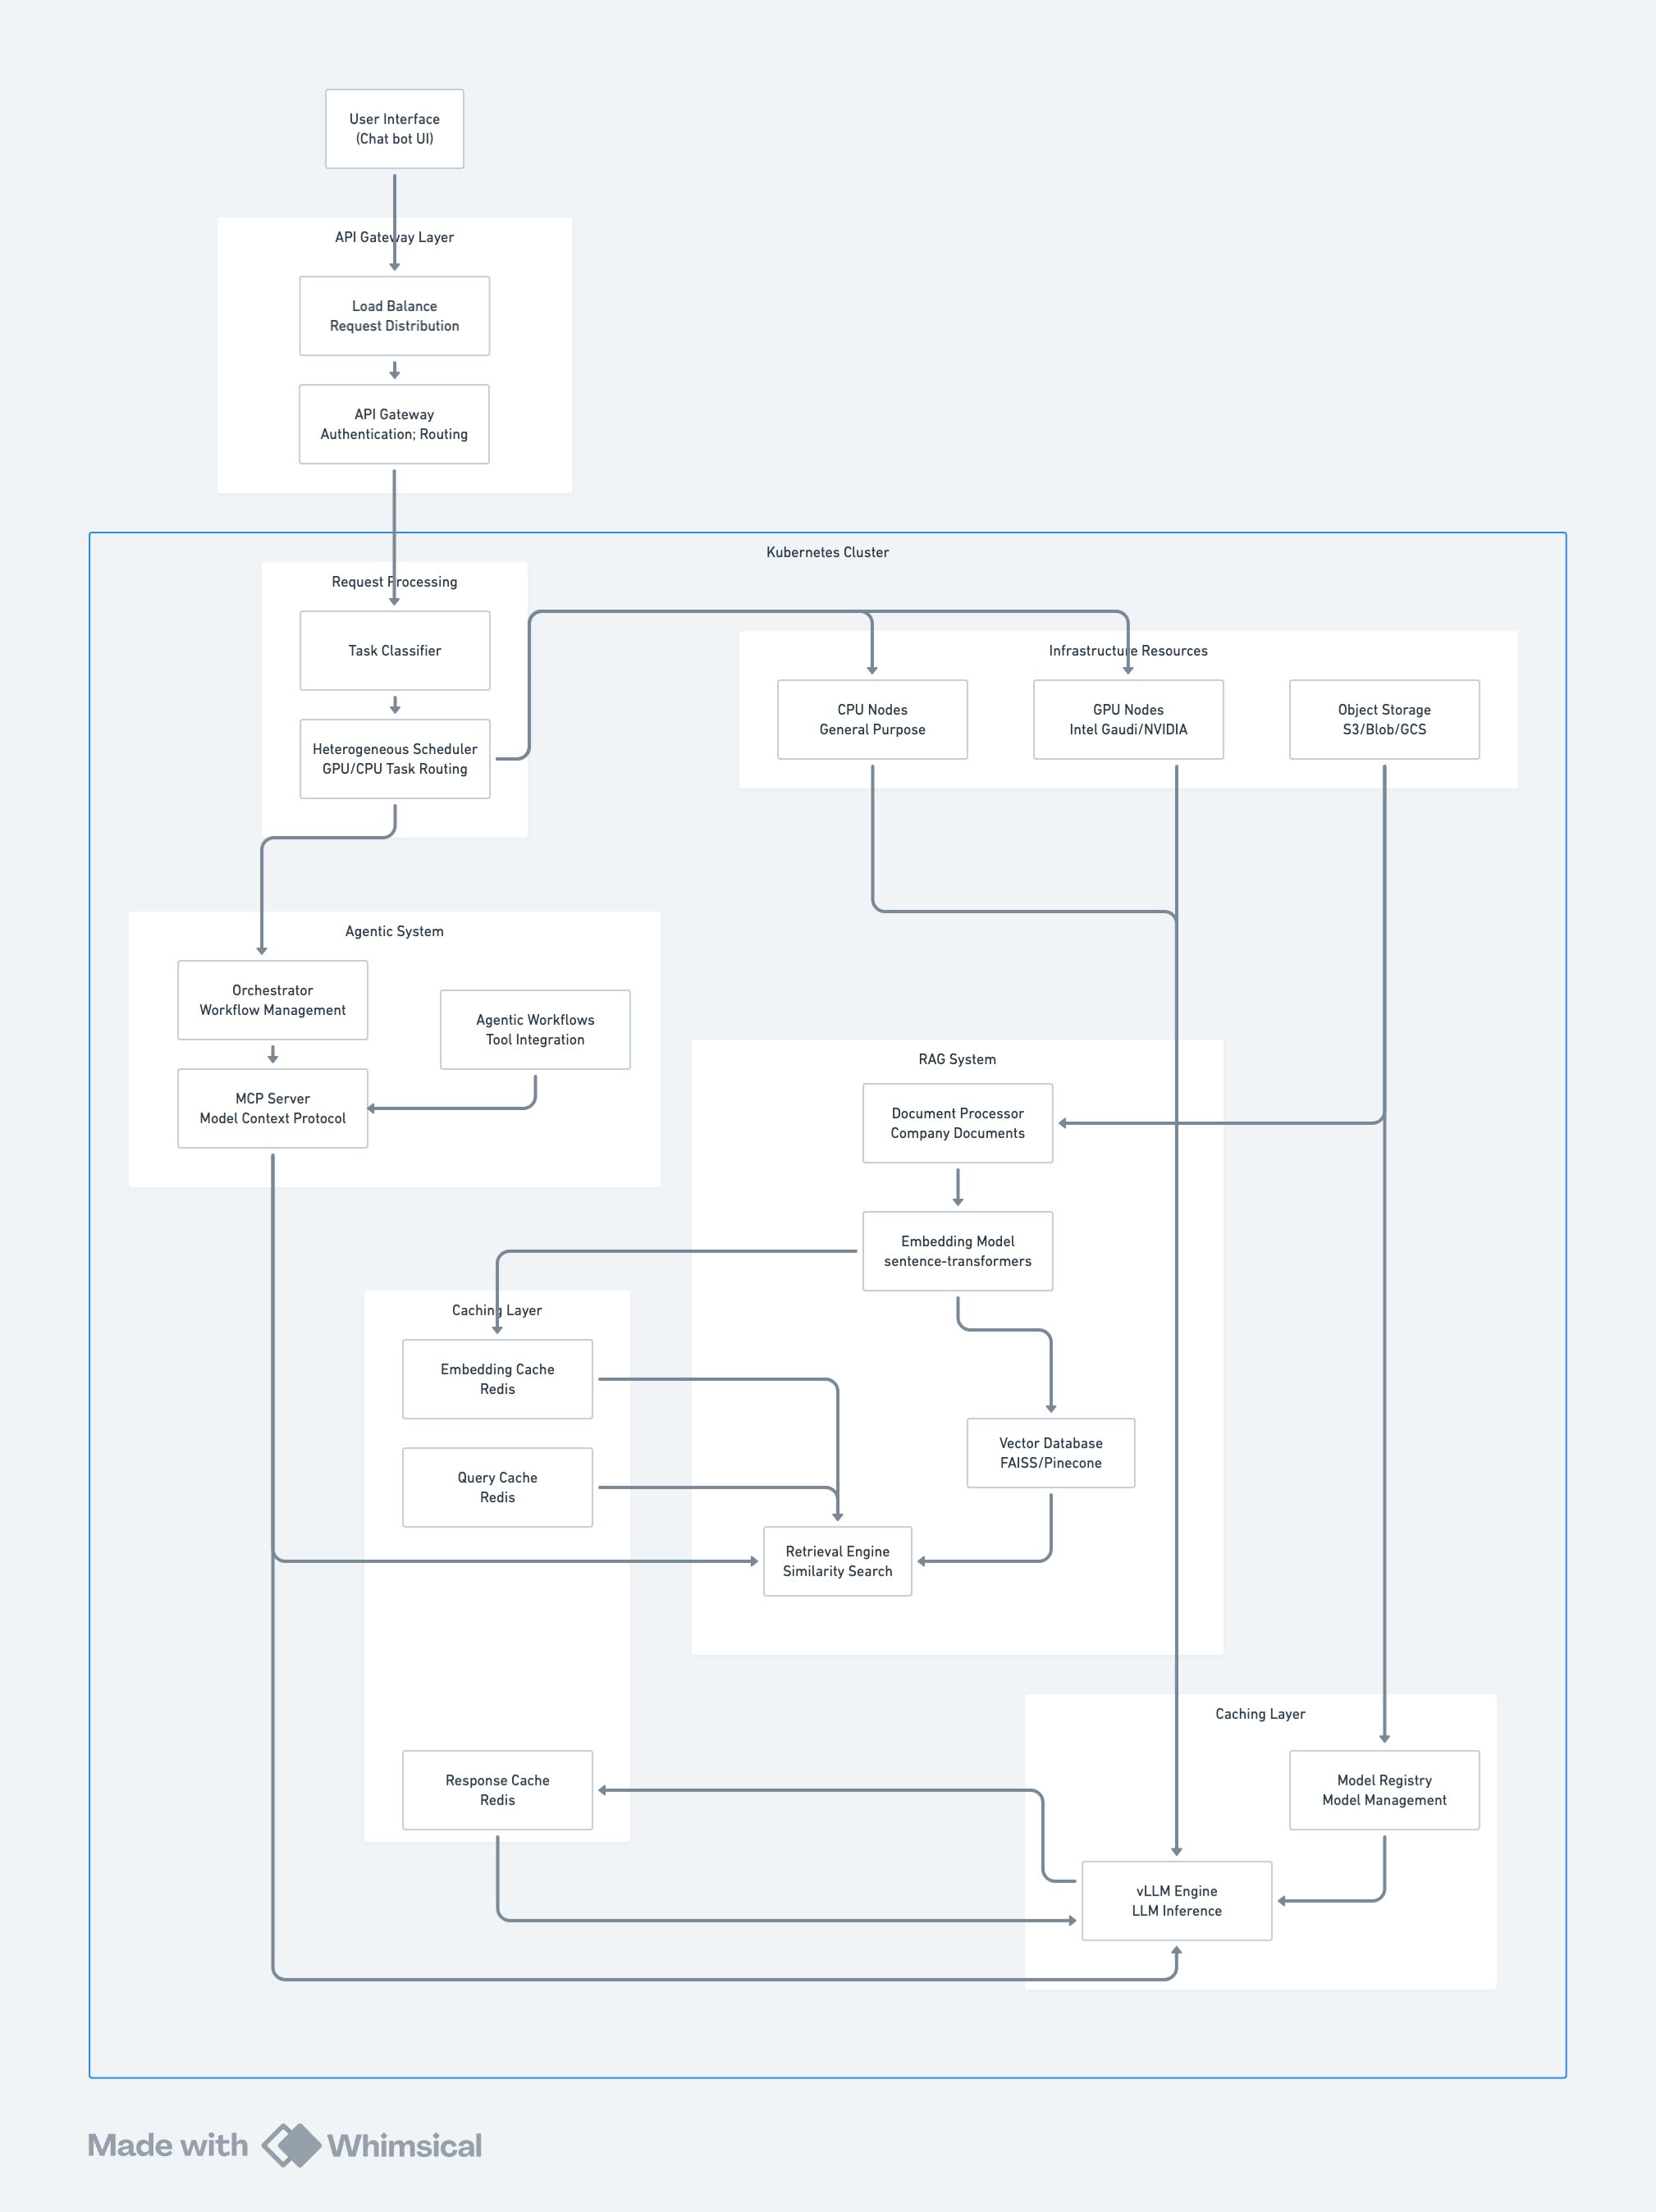 User Interface
(Chat bot UI)
API Gateway Layer
Load Balance
Request Distribution
API Gateway
Authentication; Routing
Kubernetes Cluster
Request Processing
Task Classifier
Heterogeneous Scheduler
GPU/CPU Task Routing
Infrastructure Resources
CPU Nodes
General Purpose
GPU Nodes
Intel Gaudi/NVIDIA
Object Storage
S3/Blob/GCS
Agentic System
Orchestrator
Workflow Management
Agentic Workflows
Tool Integration
MCP Server
Model Context Protocol
RAG System
Document Processor
Company Documents
Embedding Model
sentence-transformers
Caching Layer
Embedding Cache
Redis
Query Cache
Redis
Vector Database
FAISS/Pinecone
Retrieval Engine
Similarity Search
Response Cache
Redis
Caching Layer
Model Registry
Model Management
vLLM Engine
LLM Inference
Made with Whimsical